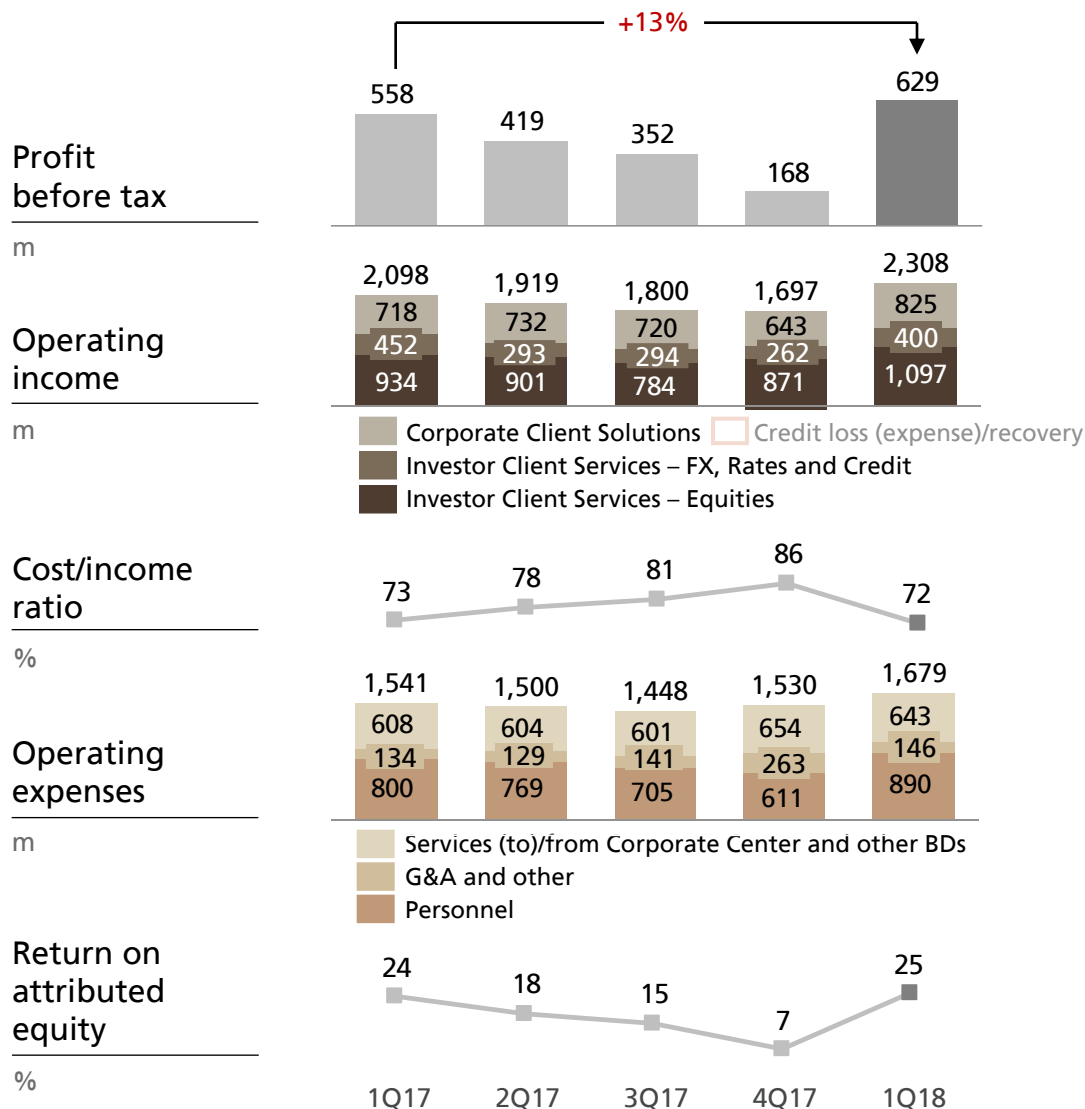 +13%
Profit
before tax
m
558
419
352
168
629
Operating
income
m
2,098
1,919
1,800
1,697
2,308
718
732
720
643
825
452
293
294
262
400
934
901
784
871
1,097
Corporate Client Solutions
Credit loss (expense)/recovery
Investor Client Services – FX, Rates and Credit
Investor Client Services – Equities
Cost/income
ratio
%
73
78
81
86
72
Operating
expenses
m
1,541
1,500
1,448
1,530
1,679
608
604
601
654
643
134
129
141
263
146
800
769
705
611
890
Services (to)/from Corporate Center and other BDs
G&A and other
Personnel
Return on
attributed
equity
%
24
18
15
7
25
1Q17
2Q17
3Q17
4Q17
1Q18